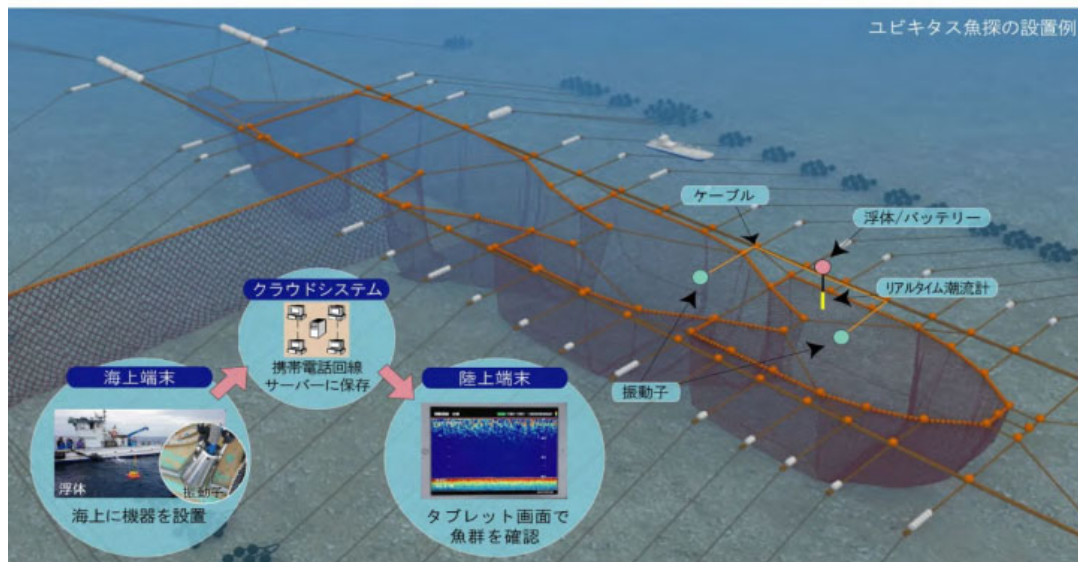 ユビキタス魚探の設置例
ケーブル
浮体/バッテリー
リアルタイム潮流計
振動子
クラウドシステム
携帯電話回線
サーバーに保存
海上端末
浮体
振動子
海上に機器を設置
陸上端末
タブレット画面で
魚群を確認